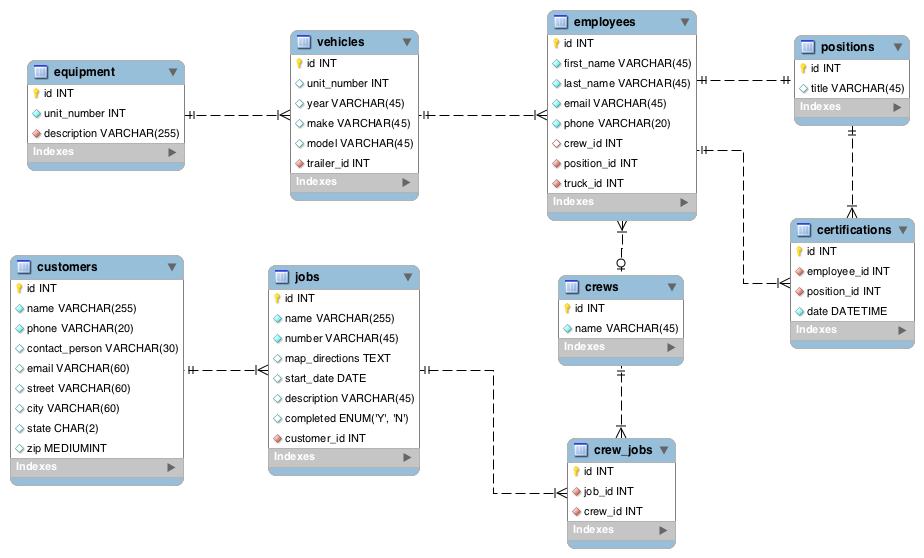 equipment
id INT
unit_number INT
description VARCHAR(255)
Indexes
vehicles
id INT
unit_number INT
year VARCHAR(45)
make VARCHAR(45)
model VARCHAR(45)
trailer_id INT
Indexes
employees
id INT
first_name VARCHAR(45)
last_name VARCHAR(45)
email VARCHAR(45)
phone VARCHAR(20)
crew_id INT
position_id INT
truck_id INT
Indexes
positions
id INT
title VARCHAR(45)
Indexes
certifications
id INT
employee_id INT
position_id INT
date DATETIME
Indexes
customers
id INT
name VARCHAR(255)
phone VARCHAR(20)
contact_person VARCHAR(30)
email VARCHAR(60)
street VARCHAR(60)
city VARCHAR(60)
state CHAR(2)
zip MEDIUMINT
Indexes
jobs
id INT
name VARCHAR(255)
number VARCHAR(45)
map_directions TEXT
start_date DATE
description VARCHAR(45)
completed ENUM('Y', 'N')
customer_id INT
Indexes
crews
id INT
name VARCHAR(45)
Indexes
crew_jobs
id INT
job_id INT
crew_id INT
Indexes